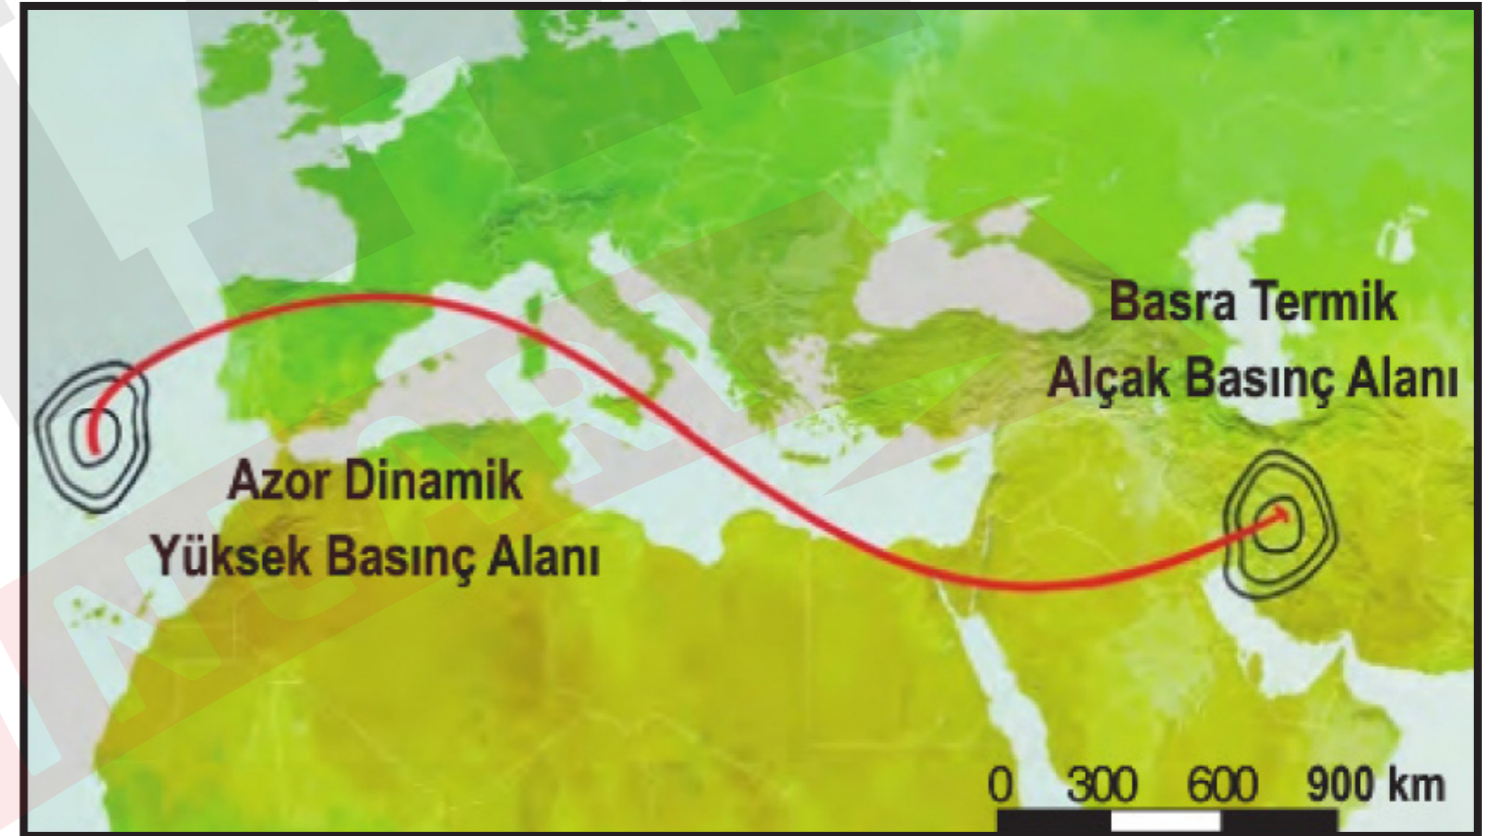 Basra Termik
Alçak Basınç Alanı
Azor Dinamik
Yüksek Basınç Alanı
0 300 600 900 km